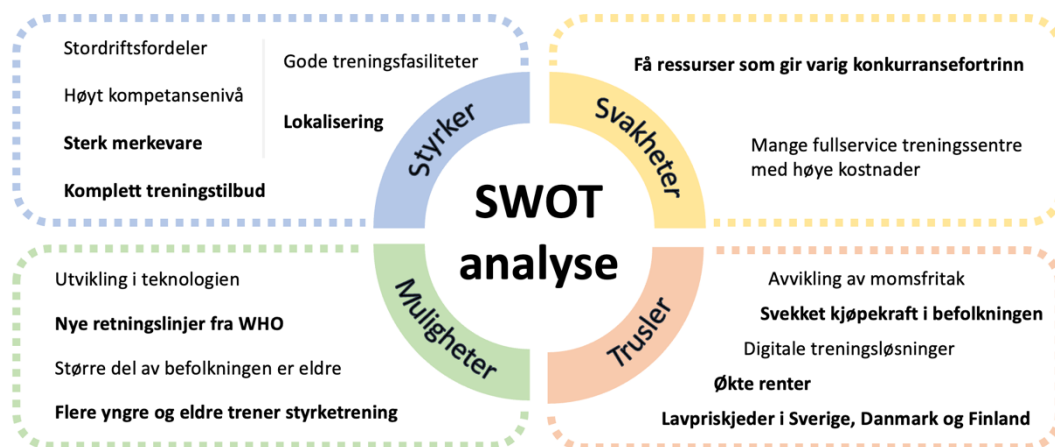 Stordriftsfordeler
Høyt kompetansenivå
Sterk merkevare
Komplett treningstilbud
Gode treningsfasiliteter
Lokalisering
Styrker
Få ressurser som gir varig konkurransefortrinn
Mange fullservice treningssentre
med høye kostnader
Svakheter
SWOT
analyse
Utvikling i teknologien
Nye retningslinjer fra WHO
Større del av befolkningen er eldre
Flere yngre og eldre trener styrketrening
Muligheter
Avvikling av momsfritak
Svekket kjøpekraft i befolkningen
Digitale treningsløsninger
Økte renter
Lavpriskjeder i Sverige, Danmark og Finland
Trusler